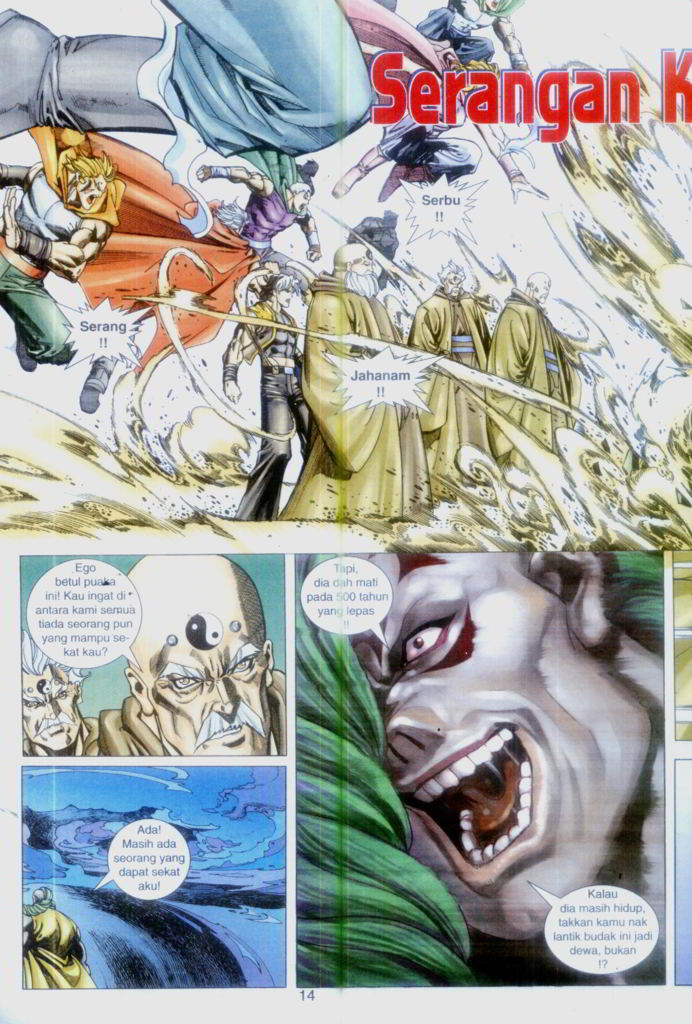 Serangan K
Serbu
!!
Serang
!!
Jahanam
!!
Ego
betul puaka
ini! Kau ingat di
antara kami semua
tiada seorang pun
yang mampu se-
kat kau?
Tapi,
dia dah mati
pada 500 tahun
yang lepas
!!
Ada!
Masih ada
seorang yang
dapat sekat
aku!
Kalau
dia masih hidup,
takkan kamu nak
lantik budak ini jadi
dewa, bukan
!?
14